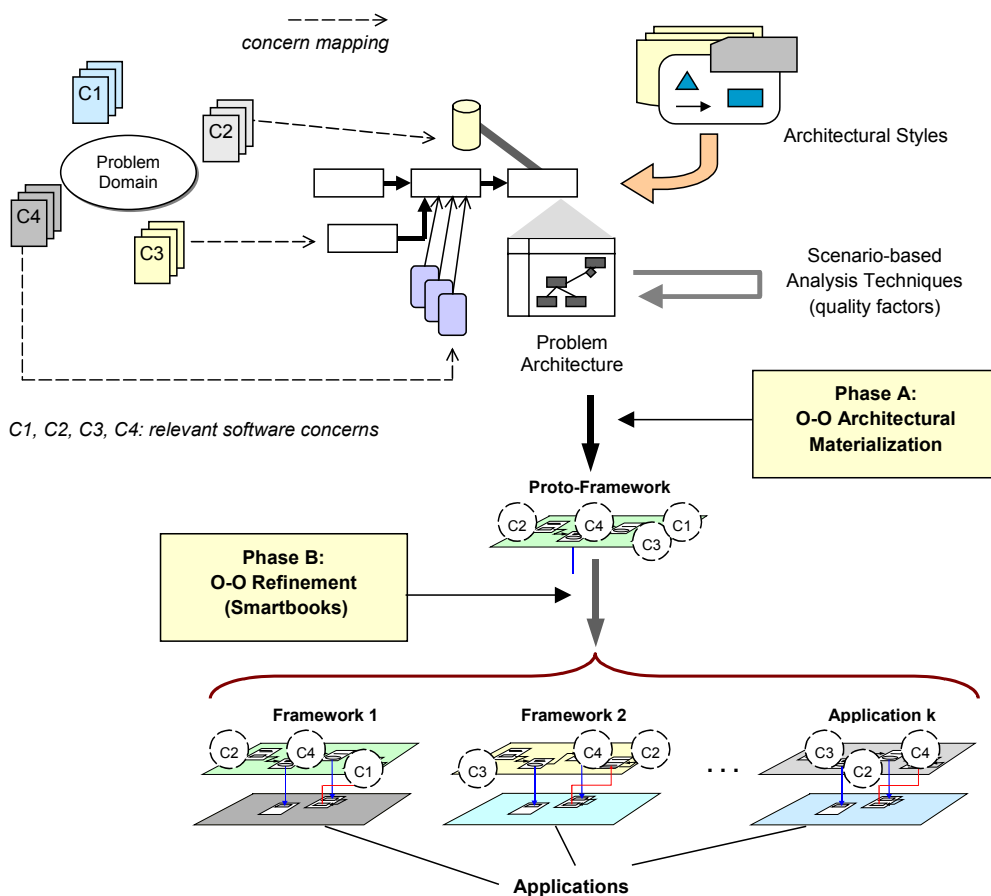 concern mapping
C1
C2
Problem
Domain
C4
C3
Architectural Styles
Scenario-based
Analysis Techniques
(quality factors)
Problem
Architecture
C1, C2, C3, C4: relevant software concerns
Phase A:
O-O Architectural
Materialization
Proto-Framework
C2
C4
C1
C3
Phase B:
O-O Refinement
(Smartbooks)
Framework 1
Framework 2
Application k
C2
C4
C1
C3
C4
C2
. . .
C3
C2
C4
Applications